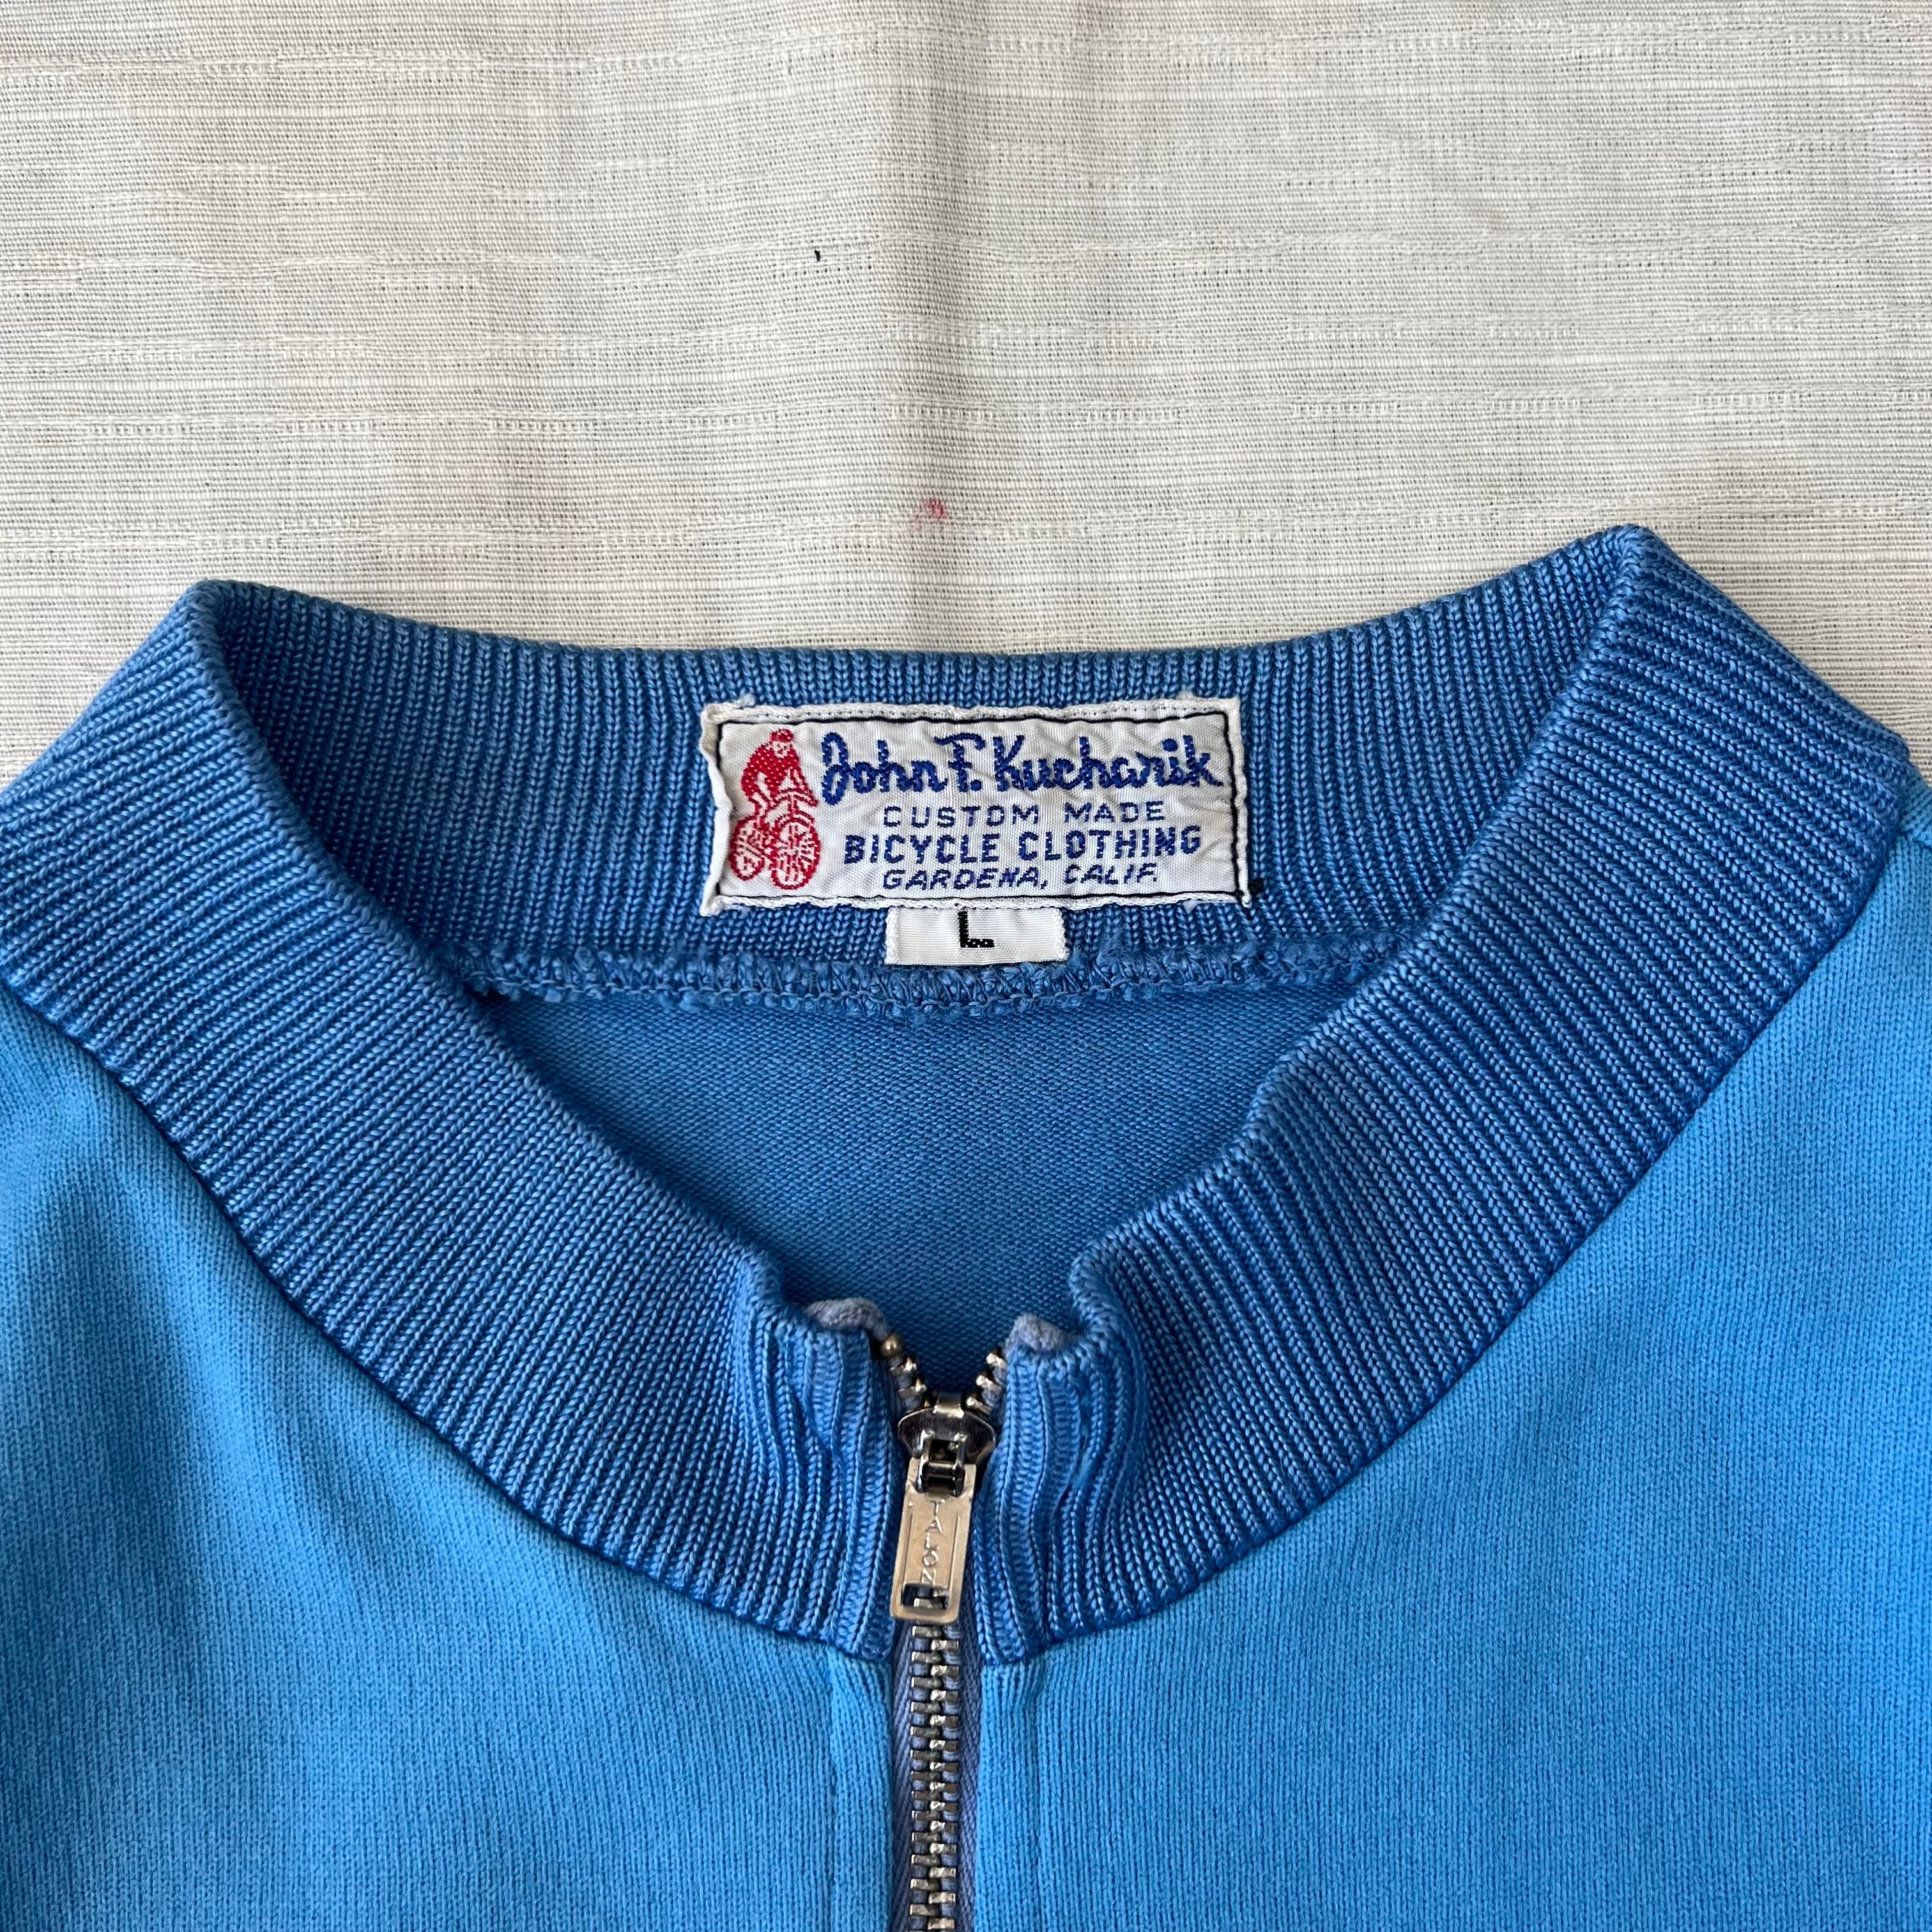 John F. Kucharik
CUSTOM MADE
BICYCLE CLOTHING
GARDENA, CALIF.
L
TALON